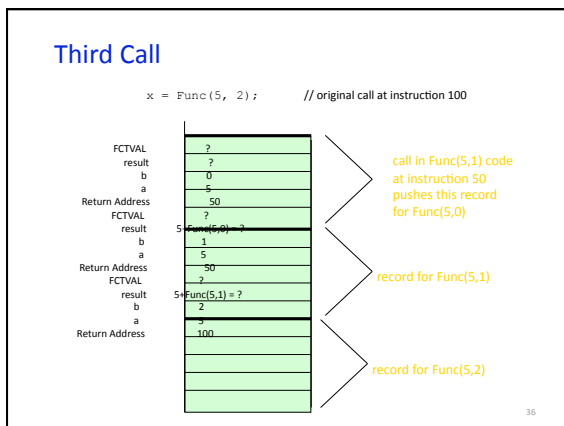 Third Call
x = Func(5, 2); // original call at instruction 100
FCTVAL ?
result ?
b 0
a 5
Return Address 50
FCTVAL ?
result 5+Func(5,0) = ?
b 1
a 5
Return Address 50
FCTVAL ?
result 5+Func(5,1) = ?
b 2
a 5
Return Address 100
call in Func(5,1) code
at instruction 50
pushes this record
for Func(5,0)
record for Func(5,1)
record for Func(5,2)
36